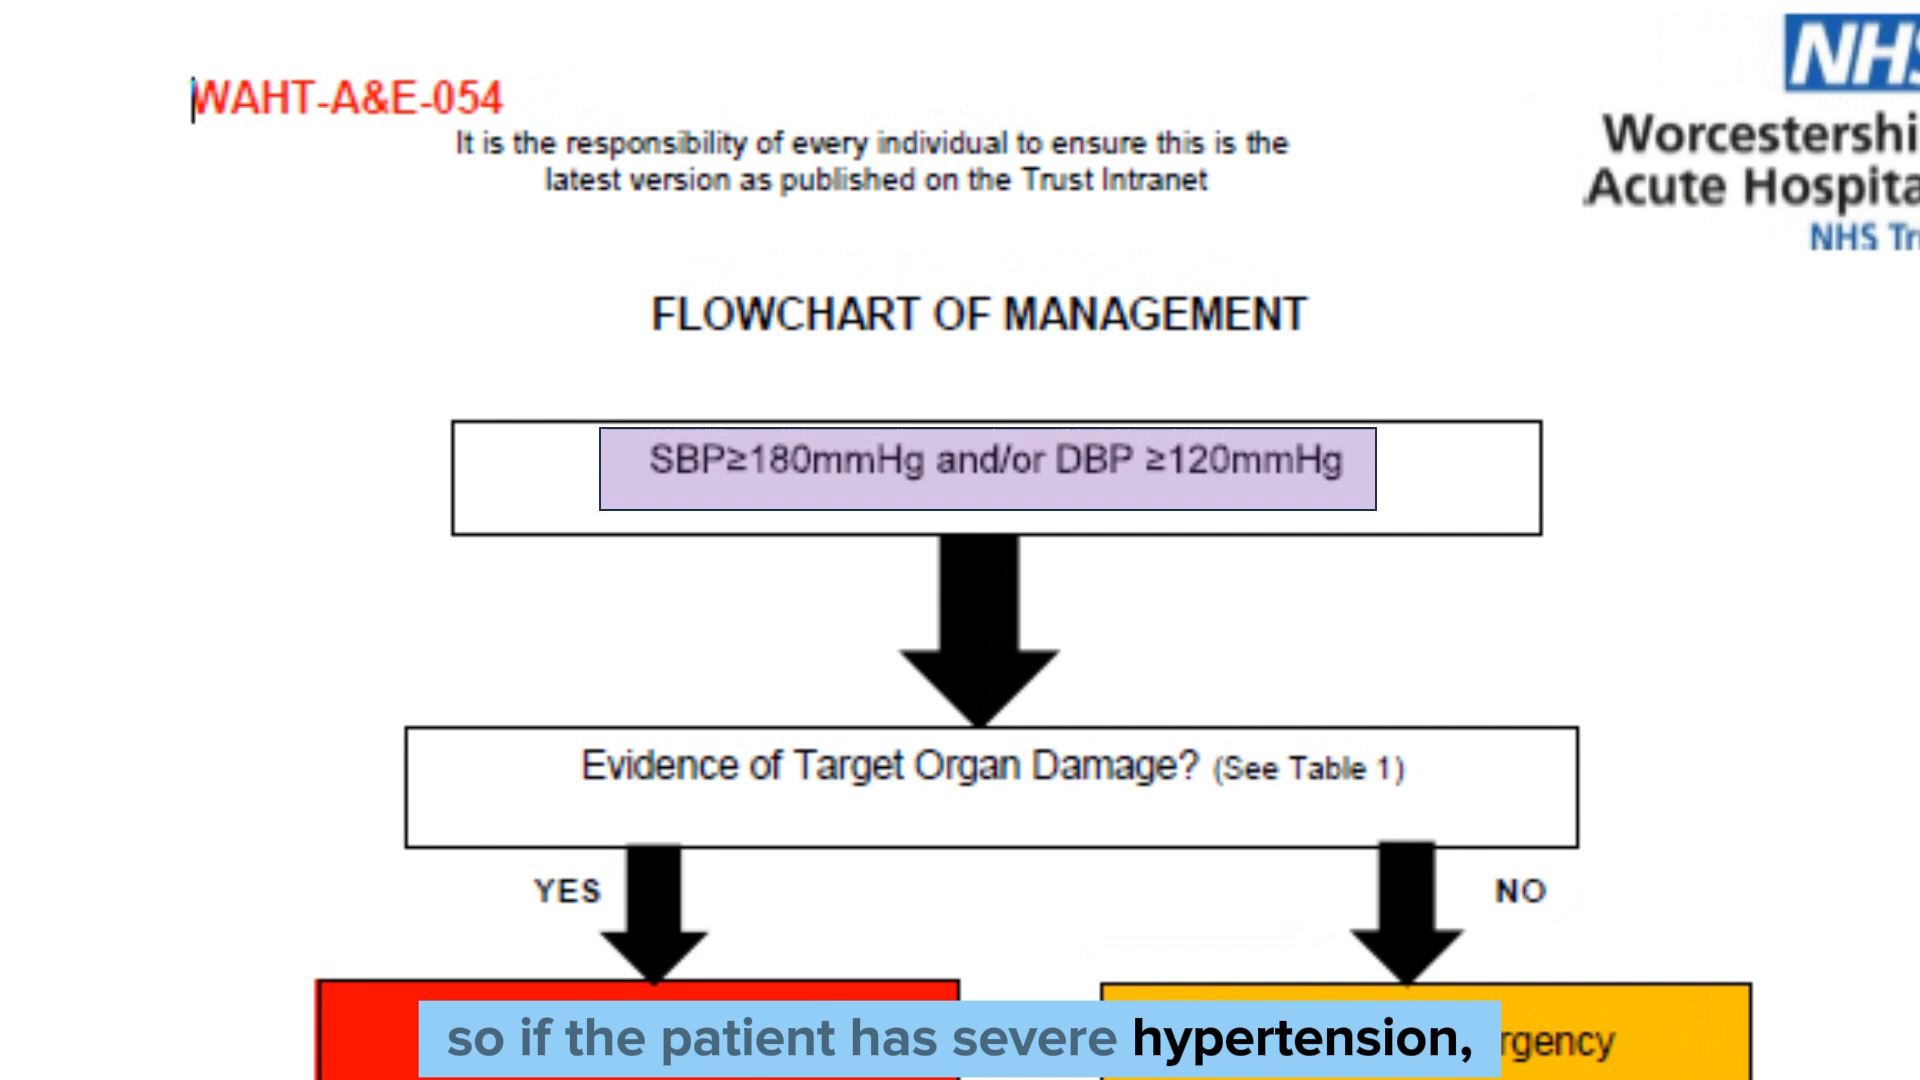 NHS
WAHT-A&E-054
It is the responsibility of every individual to ensure this is the
latest version as published on the Trust Intranet
Worcestershi
Acute Hospita
NHS Tr
FLOWCHART OF MANAGEMENT
SBP≥180mmHg and/or DBP ≥120mmHg
Evidence of Target Organ Damage? (See Table 1)
YES
NO
so if the patient has severe hypertension,
rgency